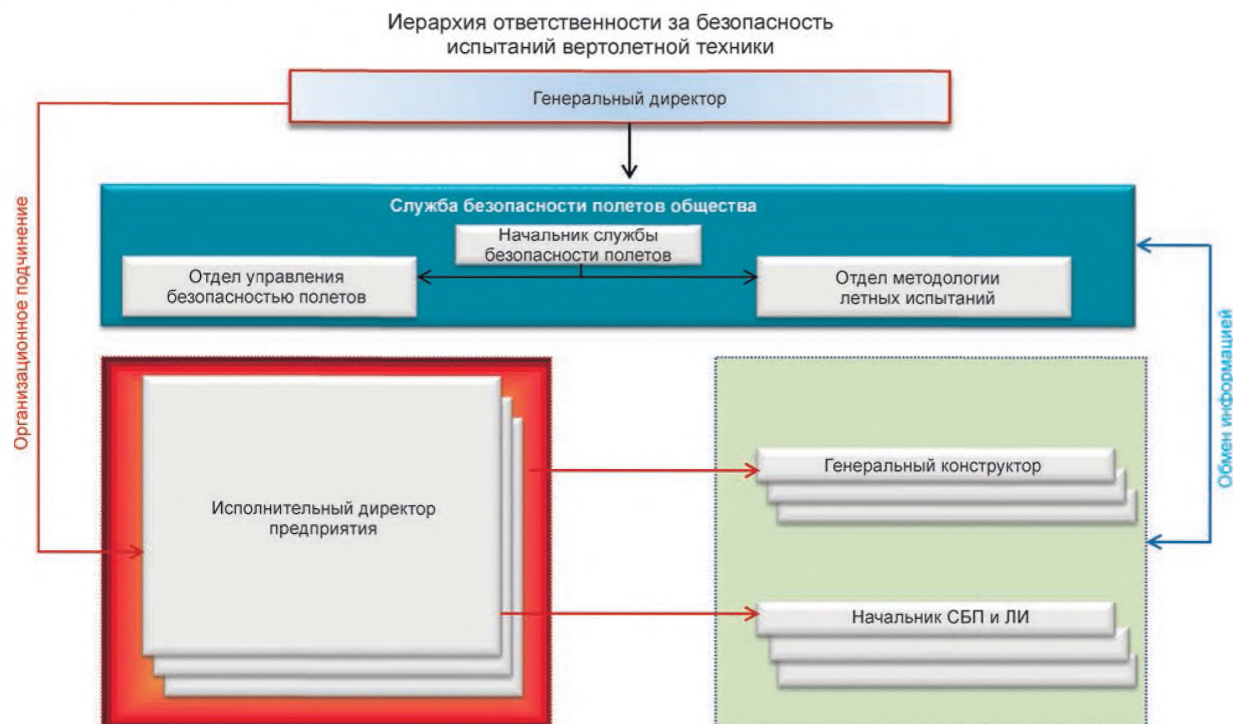 Иерархия ответственности за безопасность
испытаний вертолетной техники
Генеральный директор
Организационное подчинение
Служба безопасности полетов общества
Начальник службы
безопасности полетов
Отдел управления
безопасностью полетов
Отдел методологии
летных испытаний
Обмен информацией
Исполнительный директор
предприятия
Генеральный конструктор
Начальник СБП и ЛИ